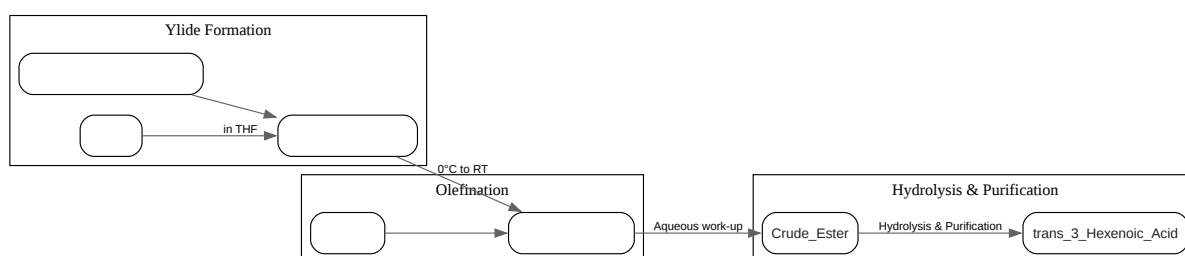 Ylide Formation
in THF
0°C to RT
Olefination
Aqueous work-up
Hydrolysis & Purification
Crude_Ester
Hydrolysis & Purification
trans_3_Hexenoic_Acid